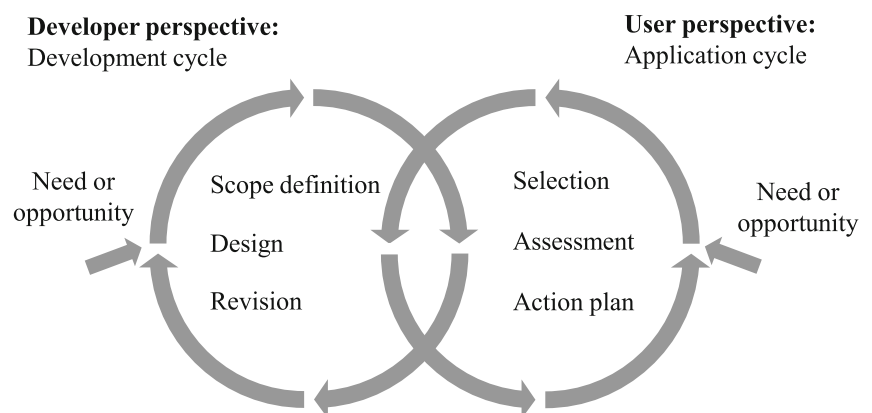 Developer perspective:
Development cycle
User perspective:
Application cycle
Need or
opportunity
Scope definition
Design
Revision
Selection
Assessment
Action plan
Need or
opportunity